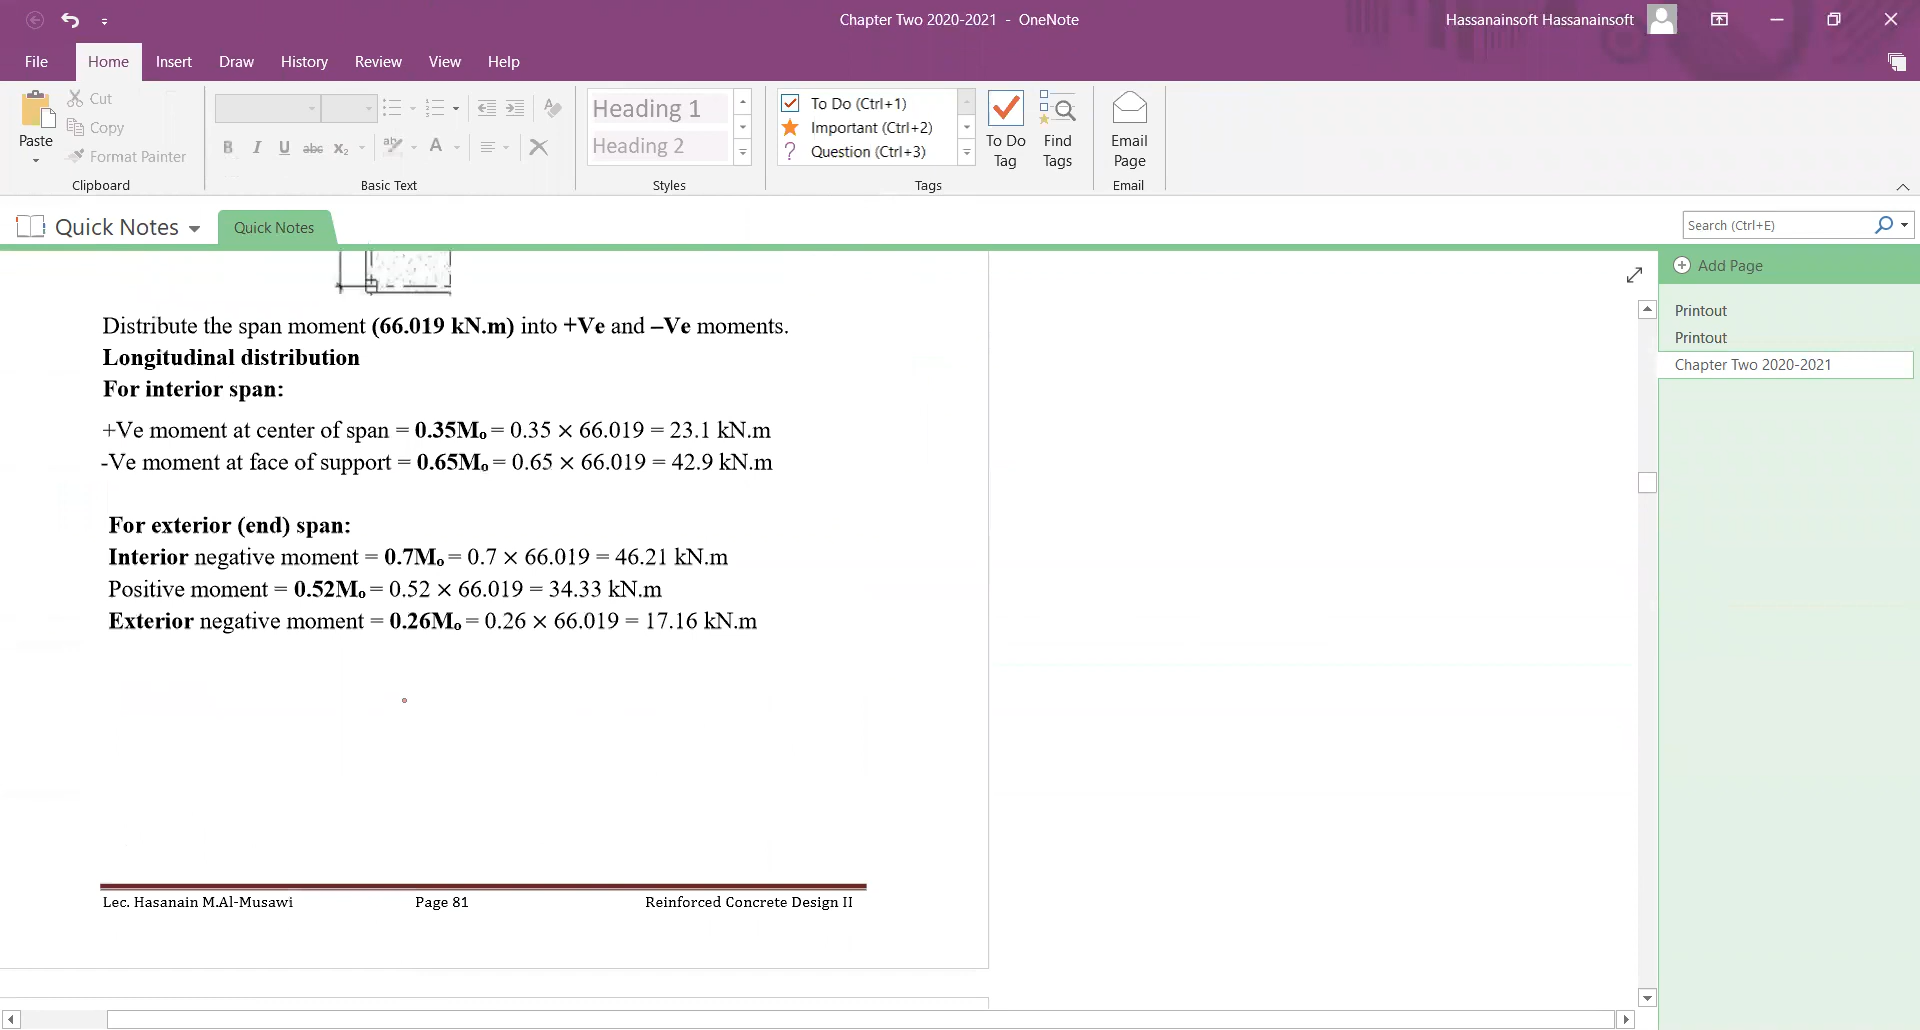 Chapter Two 2020-2021 - OneNote
Hassanainsoft Hassanainsoft
File Home Insert Draw History Review View Help
Paste
Cut
Copy
Format Painter
Clipboard
B I U abc x₂ ab A
Basic Text
Heading 1
Heading 2
Styles
To Do (Ctrl+1)
Important (Ctrl+2)
? Question (Ctrl+3)
Tags
To Do
Tag
Find
Tags
Email
Page
Email
Quick Notes
Quick Notes
Search (Ctrl+E)
Add Page
Printout
Printout
Chapter Two 2020-2021
Distribute the span moment (66.019 kN.m) into +Ve and –Ve moments.
Longitudinal distribution
For interior span:
+Ve moment at center of span = 0.35Mₒ = 0.35 × 66.019 = 23.1 kN.m
-Ve moment at face of support = 0.65Mₒ = 0.65 × 66.019 = 42.9 kN.m
For exterior (end) span:
Interior negative moment = 0.7Mₒ = 0.7 × 66.019 = 46.21 kN.m
Positive moment = 0.52Mₒ = 0.52 × 66.019 = 34.33 kN.m
Exterior negative moment = 0.26Mₒ = 0.26 × 66.019 = 17.16 kN.m
Lec. Hasanain M.Al-Musawi Page 81 Reinforced Concrete Design II